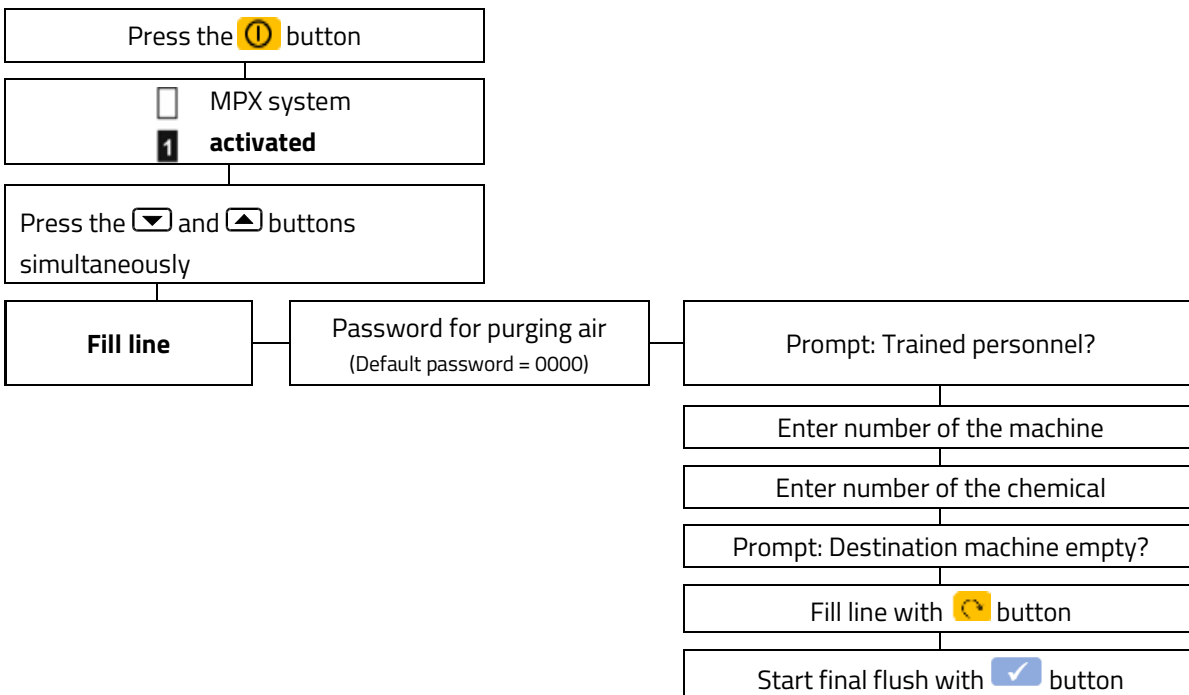 Press the button
MPX system
1 activated
Press the and buttons
simultaneously
Fill line
Password for purging air
(Default password = 0000)
Prompt: Trained personnel?
Enter number of the machine
Enter number of the chemical
Prompt: Destination machine empty?
Fill line with button
Start final flush with button